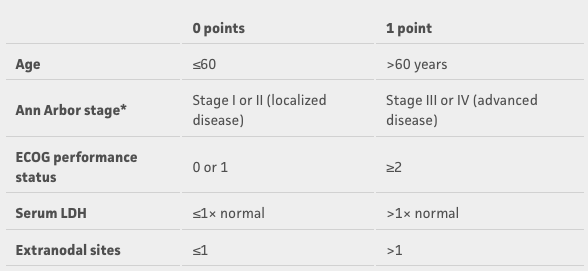 0 points 1 point
Age ≤60 >60 years
Ann Arbor stage* Stage I or II (localized disease) Stage III or IV (advanced disease)
ECOG performance status 0 or 1 ≥2
Serum LDH ≤1× normal >1× normal
Extranodal sites ≤1 >1